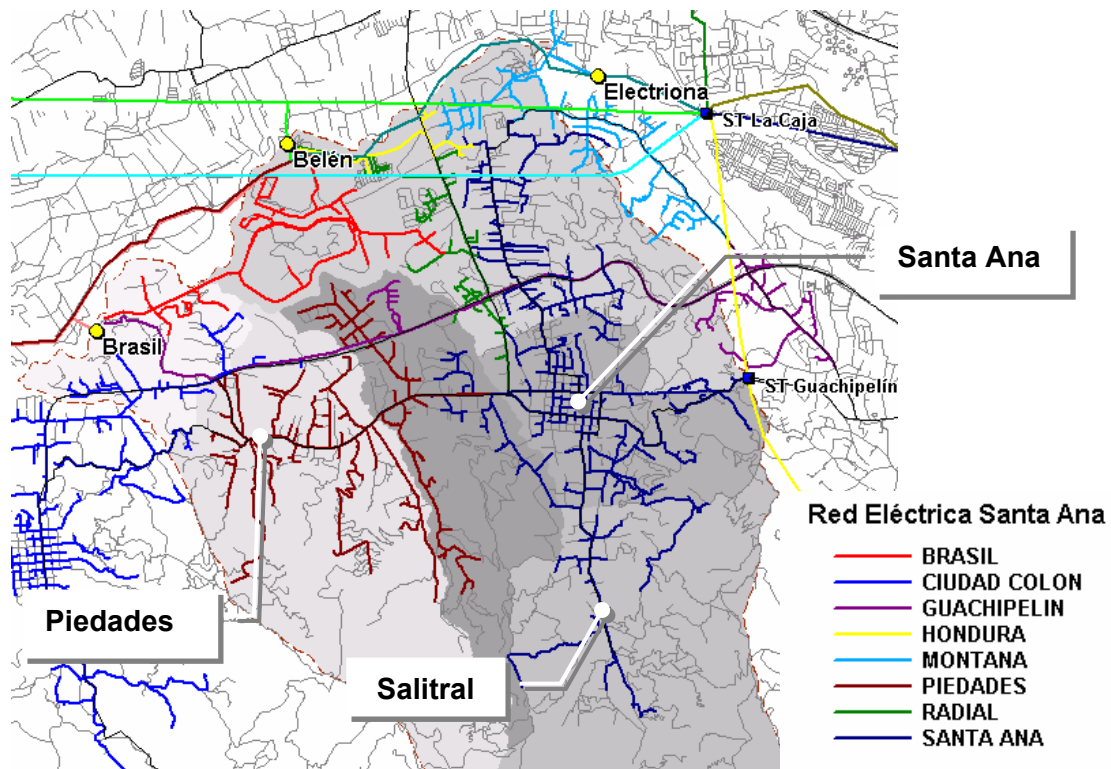 Electriona
ST La Caja
Belén
Santa Ana
Brasil
ST Guachipelín
Piedades
Salitral
Red Eléctrica Santa Ana
BRASIL
CIUDAD COLON
GUACHIPELIN
HONDURA
MONTANA
PIEDADES
RADIAL
SANTA ANA